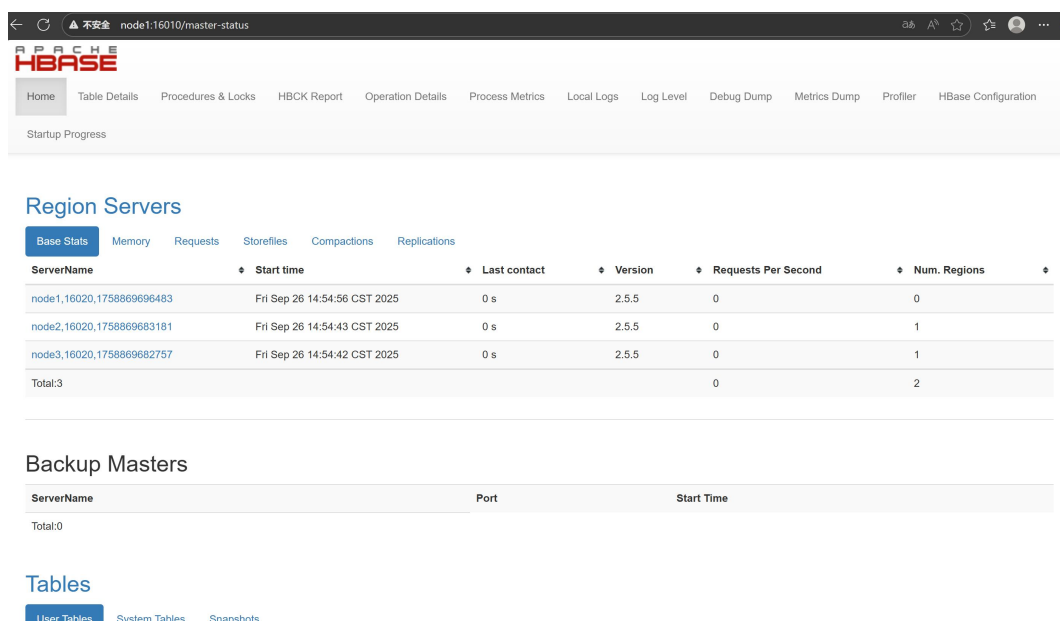 不安全 node1:16010/master-status
APACHE
HBASE
Home Table Details Procedures & Locks HBCK Report Operation Details Process Metrics Local Logs Log Level Debug Dump Metrics Dump Profiler HBase Configuration
Startup Progress
Region Servers
Base Stats Memory Requests Storefiles Compactions Replications
ServerName Start time Last contact Version Requests Per Second Num. Regions
node1,16020,1758869696483 Fri Sep 26 14:54:56 CST 2025 0 s 2.5.5 0 0
node2,16020,1758869683181 Fri Sep 26 14:54:43 CST 2025 0 s 2.5.5 0 1
node3,16020,1758869682757 Fri Sep 26 14:54:42 CST 2025 0 s 2.5.5 0 1
Total:3 0 2
Backup Masters
ServerName Port Start Time
Total:0
Tables
User Tables System Tables Snapshots